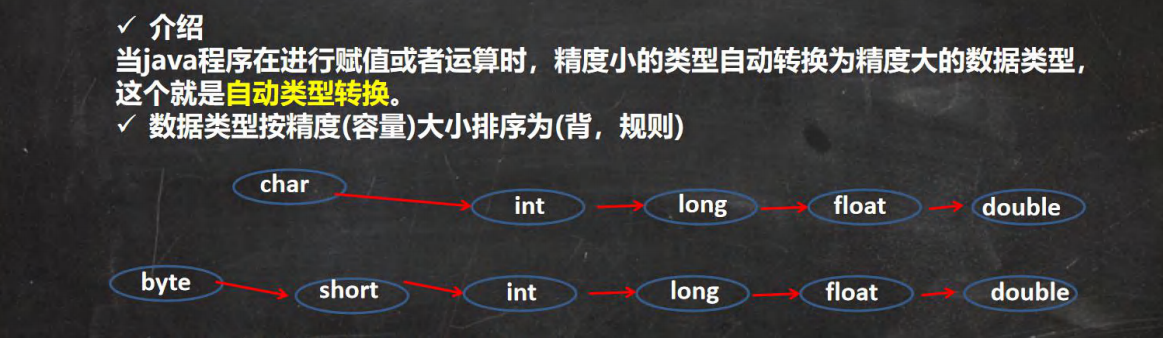 ✓ 介绍
当java程序在进行赋值或者运算时，精度小的类型自动转换为精度大的数据类型，
这个就是自动类型转换。
✓ 数据类型按精度(容量)大小排序为(背，规则)
char int long float double
byte short int long float double